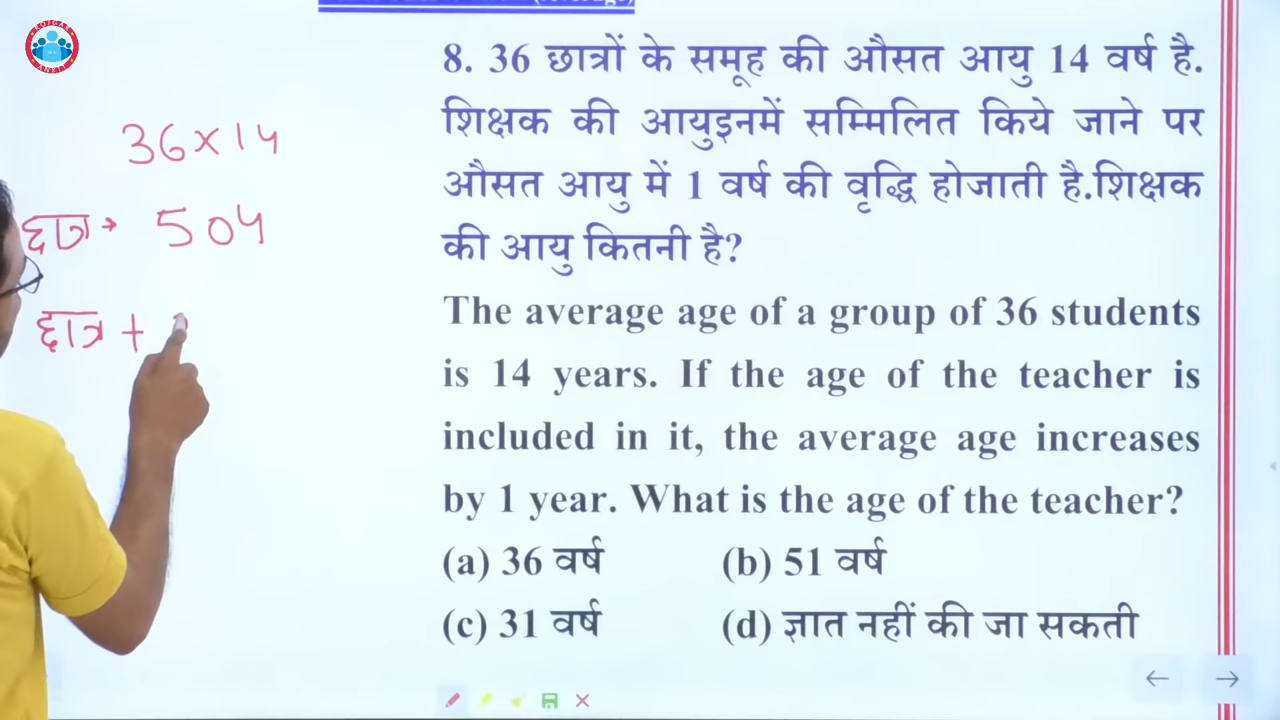 8. 36 छात्रों के समूह की औसत आयु 14 वर्ष है.
शिक्षक की आयुइनमें सम्मिलित किये जाने पर
औसत आयु में 1 वर्ष की वृद्धि होजाती है.शिक्षक
की आयु कितनी है?
The average age of a group of 36 students
is 14 years. If the age of the teacher is
included in it, the average age increases
by 1 year. What is the age of the teacher?
(a) 36 वर्ष (b) 51 वर्ष
(c) 31 वर्ष (d) ज्ञात नहीं की जा सकती
36×14
छात्र→ 504
छात्र +
ROJGAR
ANKIT